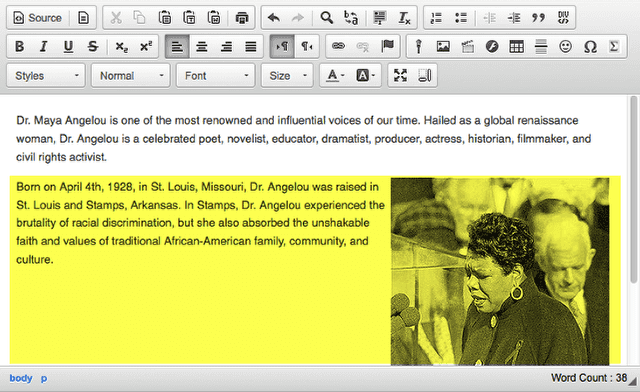 Source
B I U S x₂ x²
Styles Normal Font Size A A
Dr. Maya Angelou is one of the most renowned and influential voices of our time. Hailed as a global renaissance
woman, Dr. Angelou is a celebrated poet, novelist, educator, dramatist, producer, actress, historian, filmmaker, and
civil rights activist.
Born on April 4th, 1928, in St. Louis, Missouri, Dr. Angelou was raised in
St. Louis and Stamps, Arkansas. In Stamps, Dr. Angelou experienced the
brutality of racial discrimination, but she also absorbed the unshakable
faith and values of traditional African-American family, community, and
culture.
body p Word Count : 38